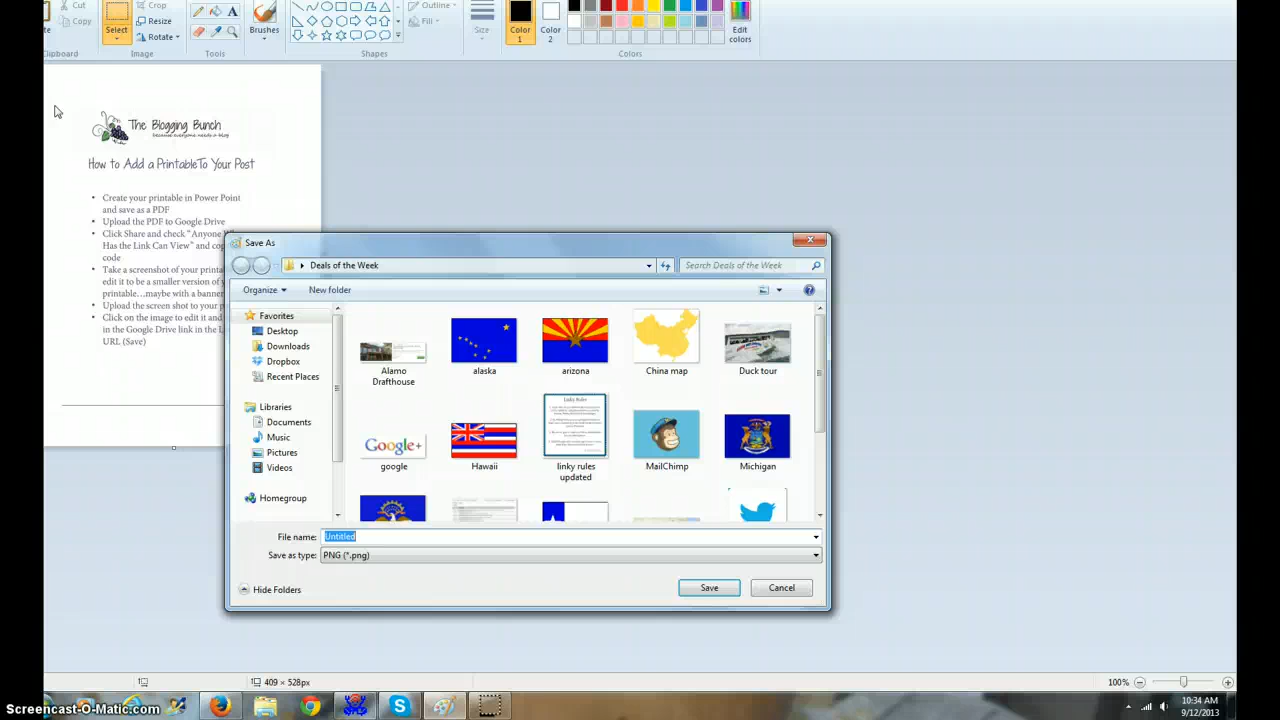 Cut
Copy
Clipboard
Select
Crop
Resize
Rotate
Image
A
Tools
Brushes
Outline
Fill
Shapes
Size
Color
1
Color
2
Edit
colors
Colors
The Blogging Bunch
because everyone needs a blog
How to Add a PrintableTo Your Post
• Create your printable in Power Point
and save as a PDF
• Upload the PDF to Google Drive
• Click Share and check “Anyone
Has the Link Can View” and
code
• Take a screenshot of your
edit it to be a smaller version of
printable…maybe with a banner
• Upload the screen shot to your
• Click on the image to edit it and
in the Google Drive link in the
URL (Save)
Save As
Deals of the Week
Search Deals of the Week
Organize
New folder
Favorites
Desktop
Downloads
Dropbox
Recent Places
Libraries
Documents
Music
Pictures
Videos
Homegroup
Alamo
Drafthouse
alaska
arizona
China map
Duck tour
Google+
google
Hawaii
Linky Rules
linky rules
updated
MailChimp
Michigan
File name: Untitled
Save as type: PNG (*.png)
Hide Folders
Save
Cancel
409 × 528px
100%
Screencast-O-Matic.com
10:34 AM
9/12/2013